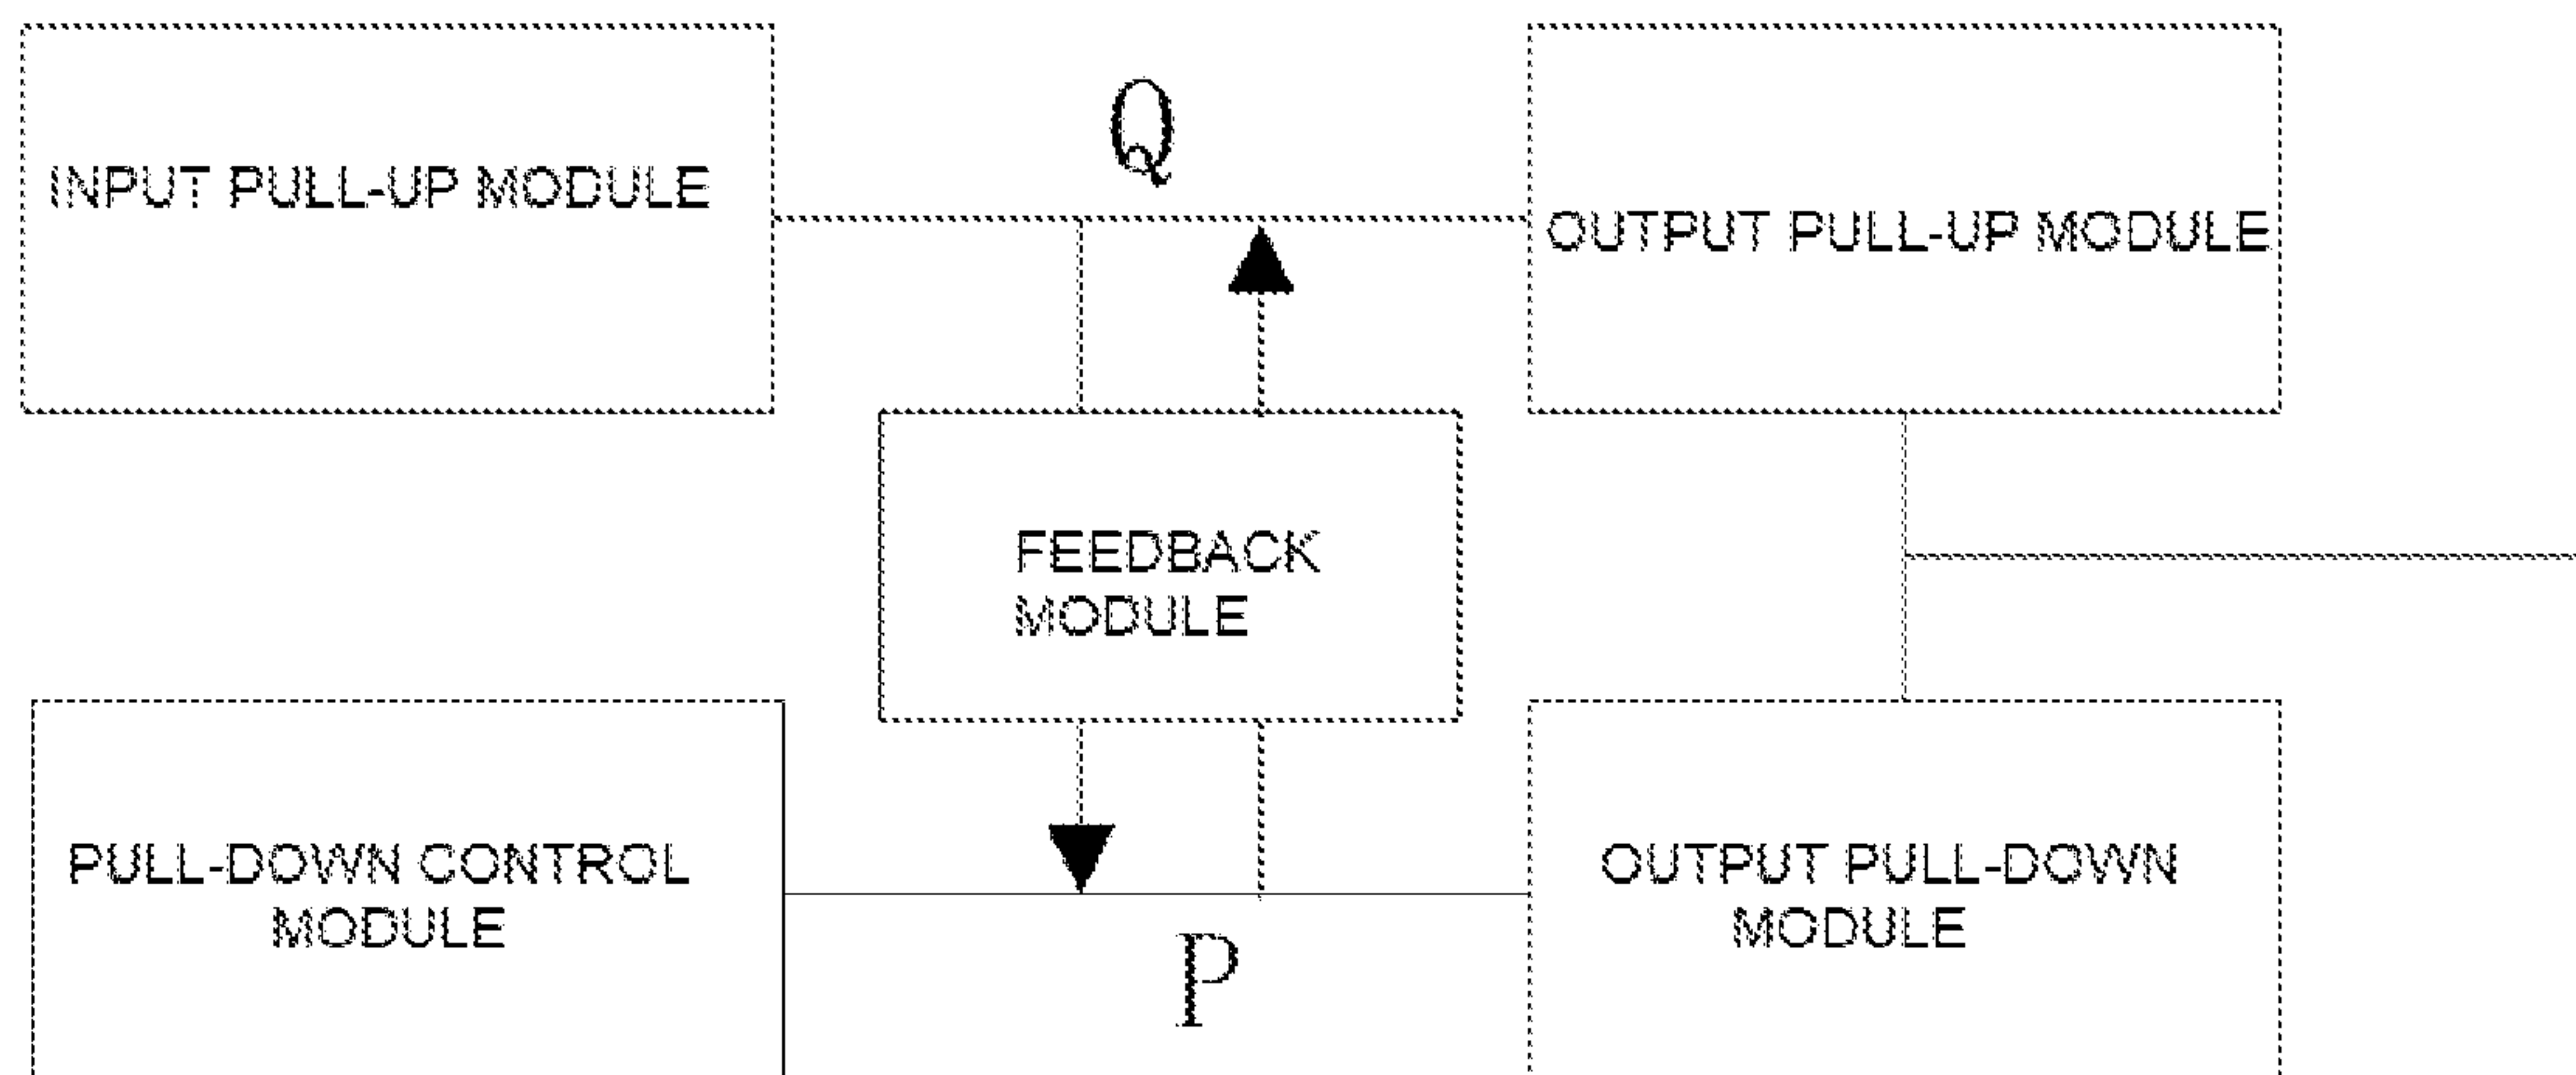 Q
INPUT PULL-UP MODULE
OUTPUT PULL-UP MODULE
FEEDBACK
MODULE
PULL-DOWN CONTROL
MODULE
OUTPUT PULL-DOWN
MODULE
P